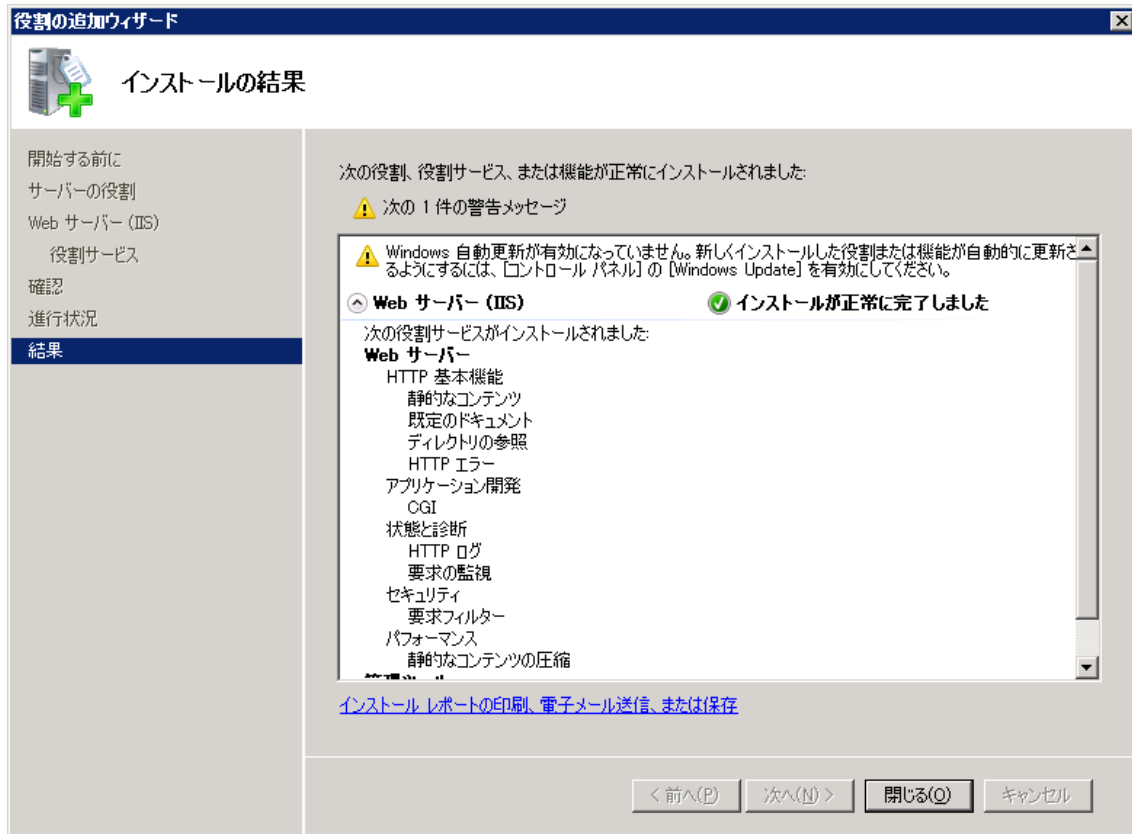 役割の追加ウィザード
インストールの結果
開始する前に
サーバーの役割
Web サーバー (IIS)
役割サービス
確認
進行状況
結果
次の役割、役割サービス、または機能が正常にインストールされました:
次の 1 件の警告メッセージ
Windows 自動更新が有効になっていません。新しくインストールした役割または機能が自動的に更新さ
るようにするには、[コントロール パネル] の [Windows Update] を有効にしてください。
Web サーバー (IIS) インストールが正常に完了しました
次の役割サービスがインストールされました:
Web サーバー
HTTP 基本機能
静的なコンテンツ
既定のドキュメント
ディレクトリの参照
HTTP エラー
アプリケーション開発
CGI
状態と診断
HTTP ログ
要求の監視
セキュリティ
要求フィルター
パフォーマンス
静的なコンテンツの圧縮
インストール レポートの印刷、電子メール送信、または保存
< 前へ(P) 次へ(N) > 閉じる(O) キャンセル